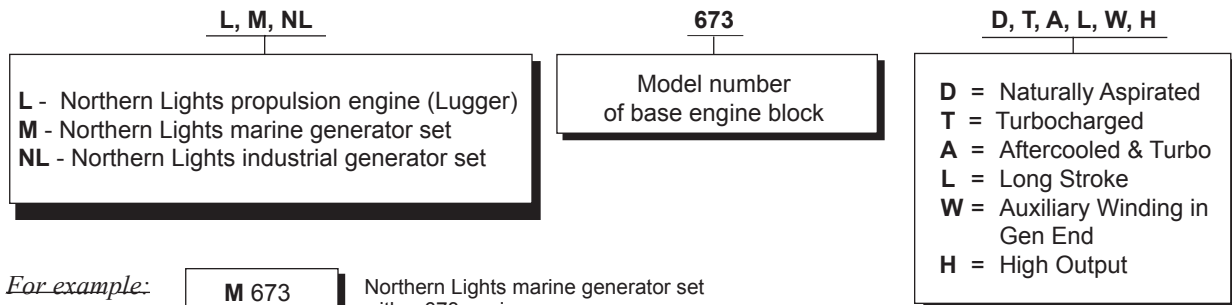 L, M, NL
L - Northern Lights propulsion engine (Lugger)
M - Northern Lights marine generator set
NL - Northern Lights industrial generator set
673
Model number
of base engine block
D, T, A, L, W, H
D = Naturally Aspirated
T = Turbocharged
A = Aftercooled & Turbo
L = Long Stroke
W = Auxiliary Winding in
Gen End
H = High Output
For example:
M 673
Northern Lights marine generator set